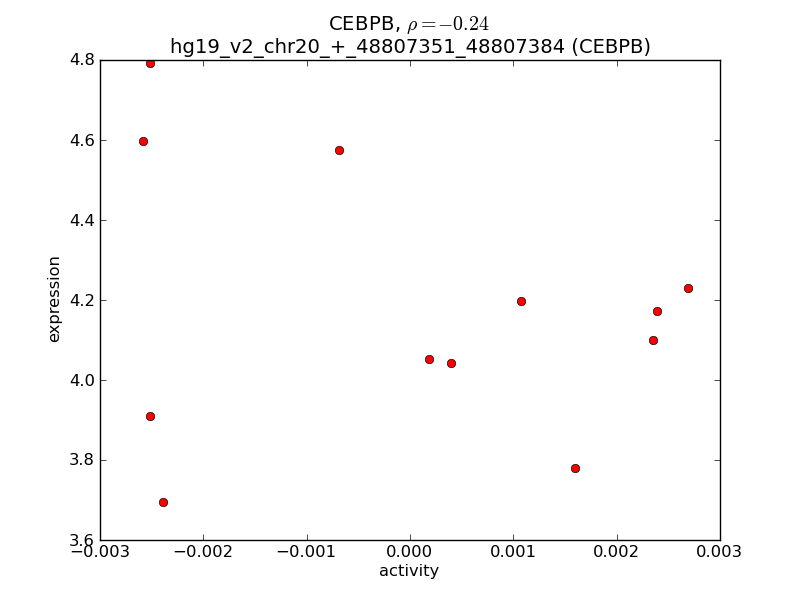 CEBPB, ρ = −0.24
hg19_v2_chr20_+_48807351_48807384 (CEBPB)
4.8
4.6
4.4
4.2
4.0
3.8
3.6
expression
−0.003 −0.002 −0.001 0.000 0.001 0.002 0.003
activity